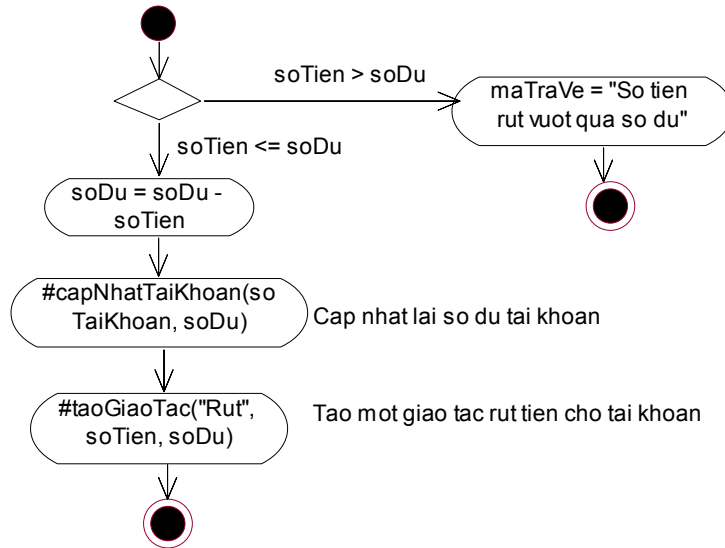 soTien > soDu
maTraVe = "So tien
rut vuot qua so du"
soTien <= soDu
soDu = soDu -
soTien
#capNhatTaiKhoan(so
TaiKhoan, soDu)
Cap nhat lai so du tai khoan
#taoGiaoTac("Rut",
soTien, soDu)
Tao mot giao tac rut tien cho tai khoan